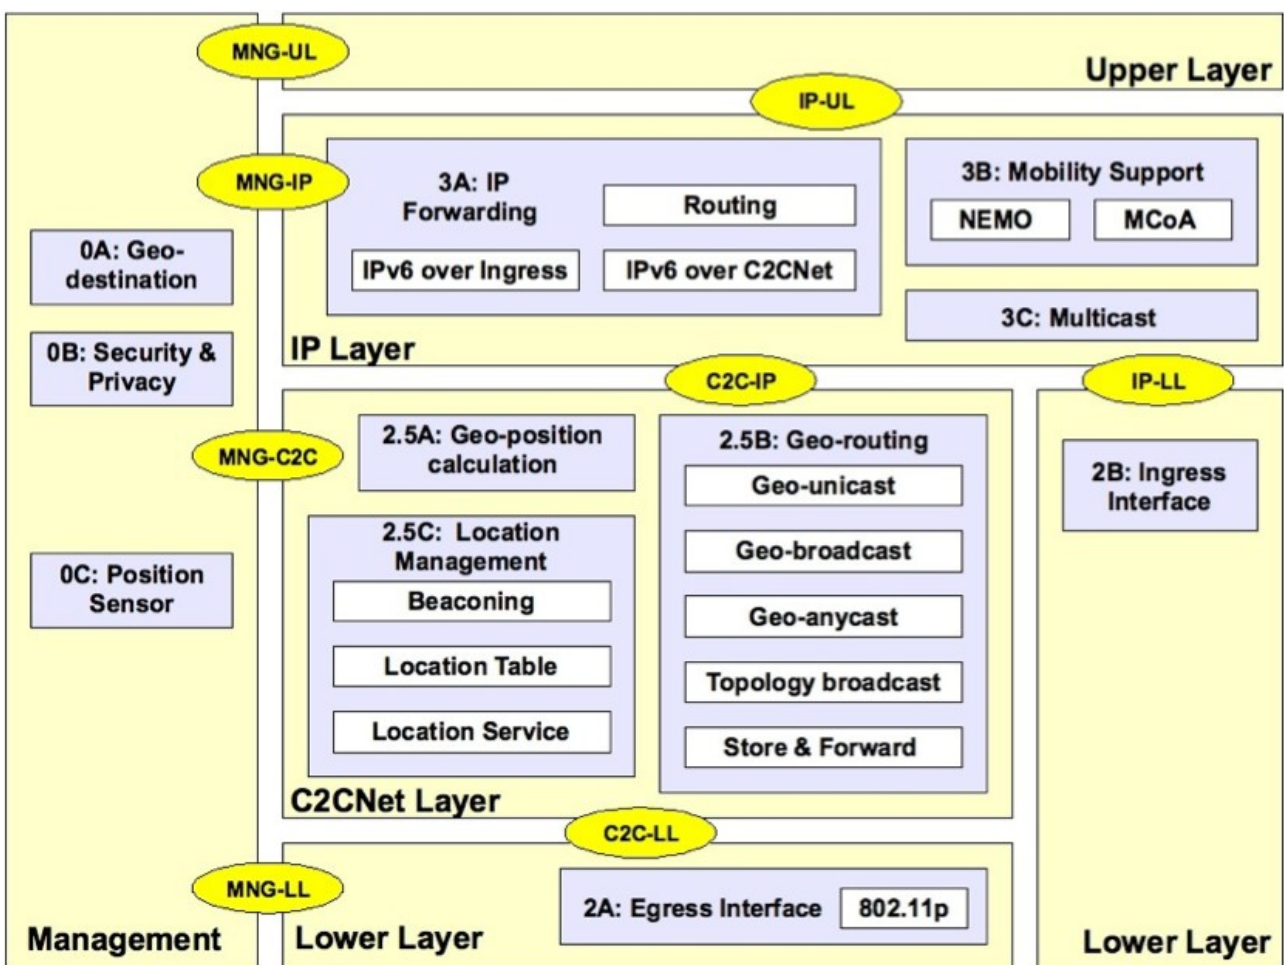 MNG-UL
Upper Layer
IP-UL
MNG-IP
3A: IP
Forwarding
Routing
IPv6 over Ingress
IPv6 over C2CNet
3B: Mobility Support
NEMO
MCoA
3C: Multicast
IP Layer
0A: Geo-
destination
0B: Security &
Privacy
0C: Position
Sensor
C2C-IP
IP-LL
MNG-C2C
2.5A: Geo-position
calculation
2.5C: Location
Management
Beaconing
Location Table
Location Service
2.5B: Geo-routing
Geo-unicast
Geo-broadcast
Geo-anycast
Topology broadcast
Store & Forward
2B: Ingress
Interface
C2CNet Layer
C2C-LL
MNG-LL
2A: Egress Interface
802.11p
Management
Lower Layer
Lower Layer